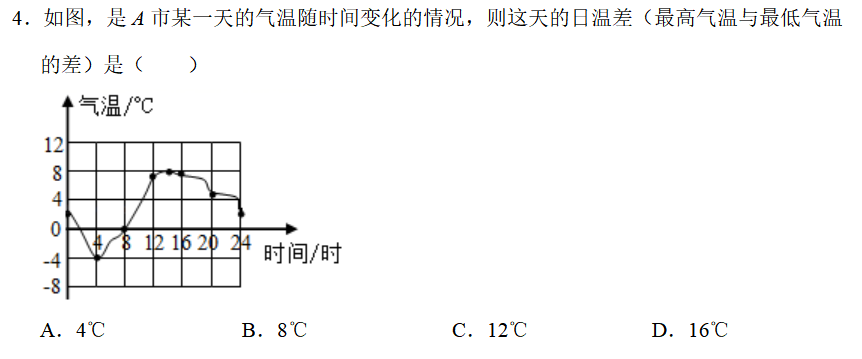 4．如图，是 A 市某一天的气温随时间变化的情况，则这天的日温差（最高气温与最低气温
的差）是（　　）
气温/℃
12
8
4
0
-4
-8
4 8 12 16 20 24
时间/时
A．4℃ B．8℃ C．12℃ D．16℃